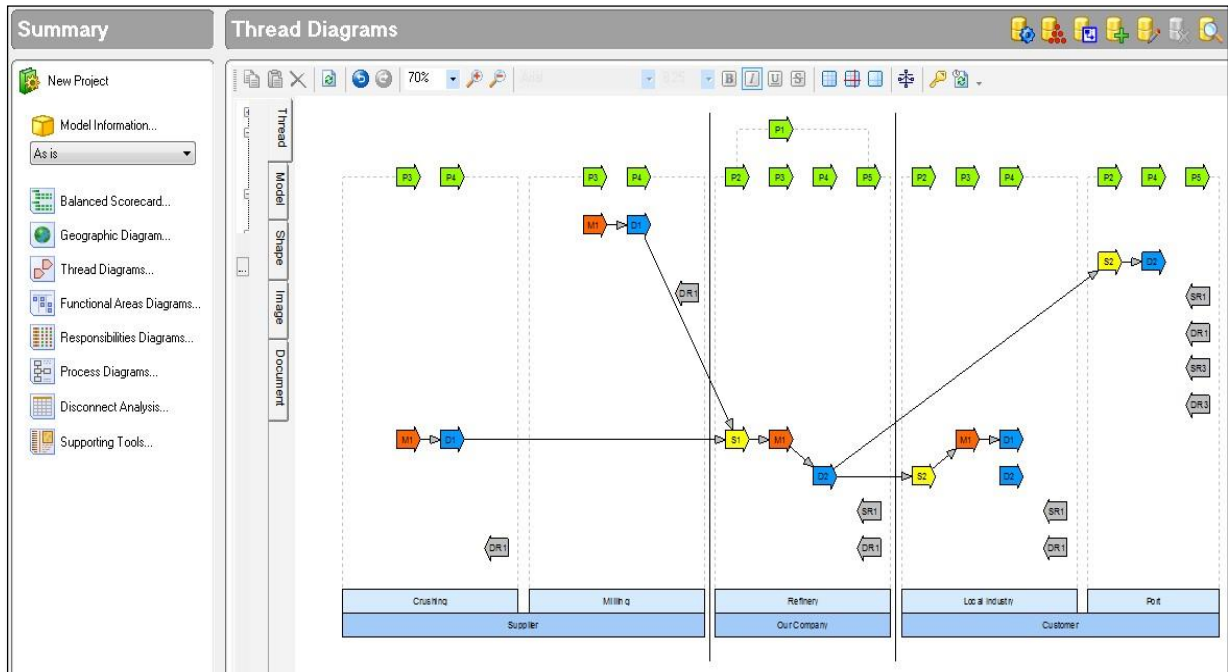 Summary
Thread Diagrams
New Project
Model Information...
As is
Balanced Scorecard...
Geographic Diagram...
Thread Diagrams...
Functional Areas Diagrams...
Responsibilities Diagrams...
Process Diagrams...
Disconnect Analysis...
Supporting Tools...
70%
B I U S
Thread
Model
Shape
Image
Document
...
P1
P3 P4 P3 P4 P2 P3 P4 P5 P2 P3 P4 P2 P4 P5
M1 D1
S2 D2
DR1 SR1
DR1
SR3
DR3
M1 D1 S1 M1 M1 D1
D2 S2 D2
SR1 SR1
DR1 DR1 DR1
Crushing Milling Refinery Local Industry Port
Supplier Our Company Customer